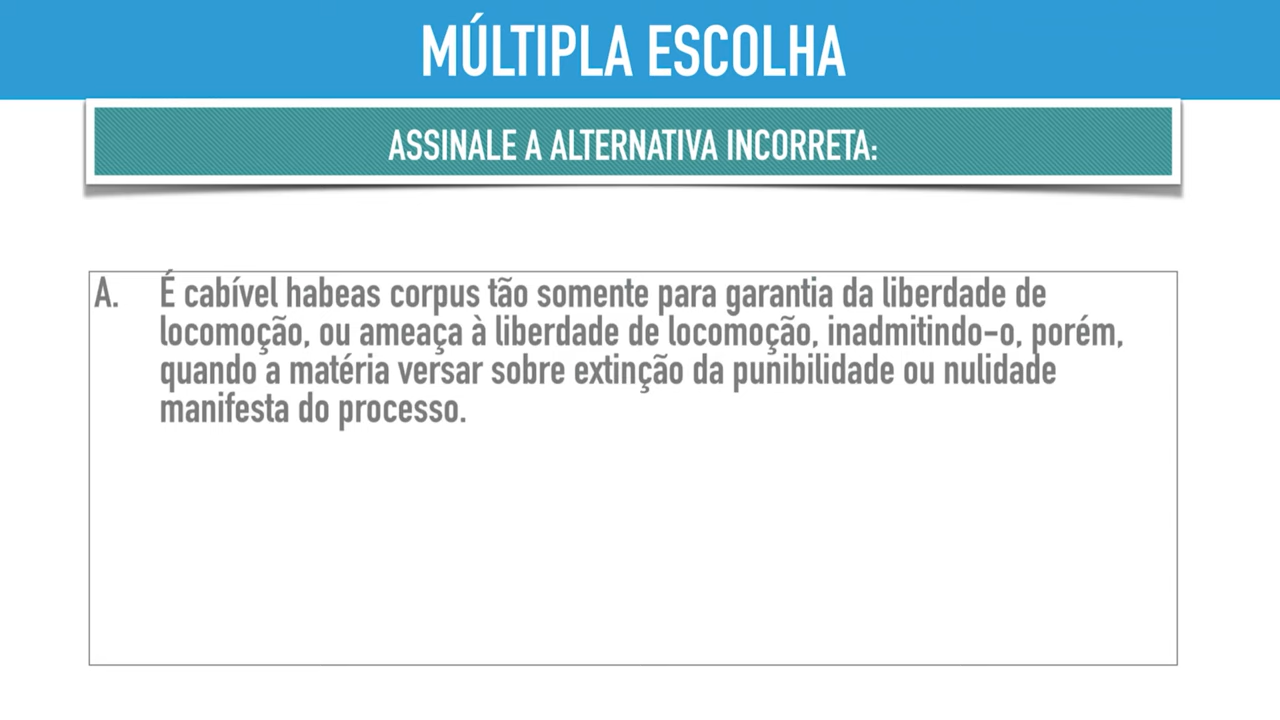 MÚLTIPLA ESCOLHA
ASSINALE A ALTERNATIVA INCORRETA:
A. É cabível habeas corpus tão somente para garantia da liberdade de
locomoção, ou ameaça à liberdade de locomoção, inadmitindo-o, porém,
quando a matéria versar sobre extinção da punibilidade ou nulidade
manifesta do processo.